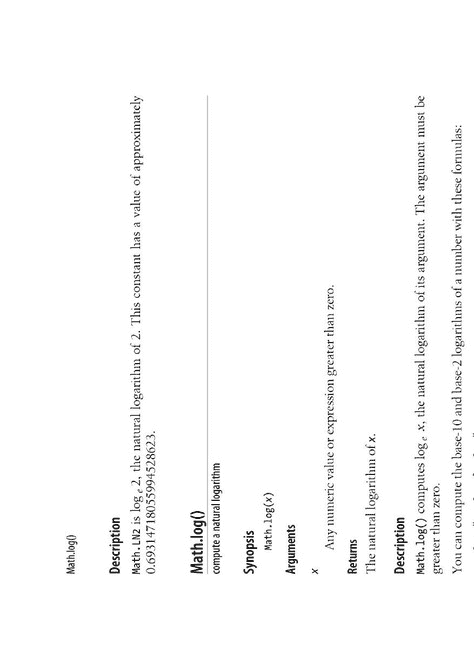 Math.log()
Description
Math.LN2 is log e 2, the natural logarithm of 2. This constant has a value of approximately
0.6931471805599452­8623.
Math.log()
compute a natural logarithm
Synopsis
Math.log(x)
Arguments
x
Any numeric value or expression greater than zero.
Returns
The natural logarithm of x.
Description
Math.log() computes log e x, the natural logarithm of its argument. The argument must be
greater than zero.
You can compute the base-10 and base-2 logarithms of a number with these formulas: